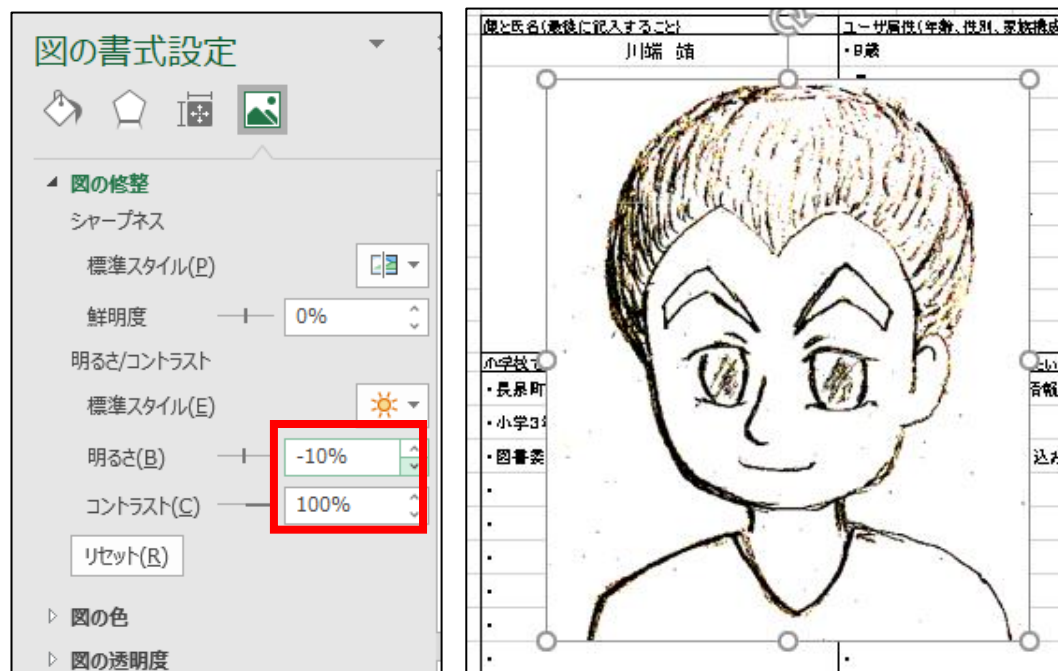 図の書式設定
図の修整
シャープネス
標準スタイル(P)
鮮明度
0%
明るさ/コントラスト
標準スタイル(E)
明るさ(B)
-10%
コントラスト(C)
100%
リセット(R)
図の色
図の透明度
顔と氏名(最後に記入すること)
ユーザ属性(年齢、性別、家族構成
川端 靖
・9歳
小学校
・長泉町
・小学3
・図書委